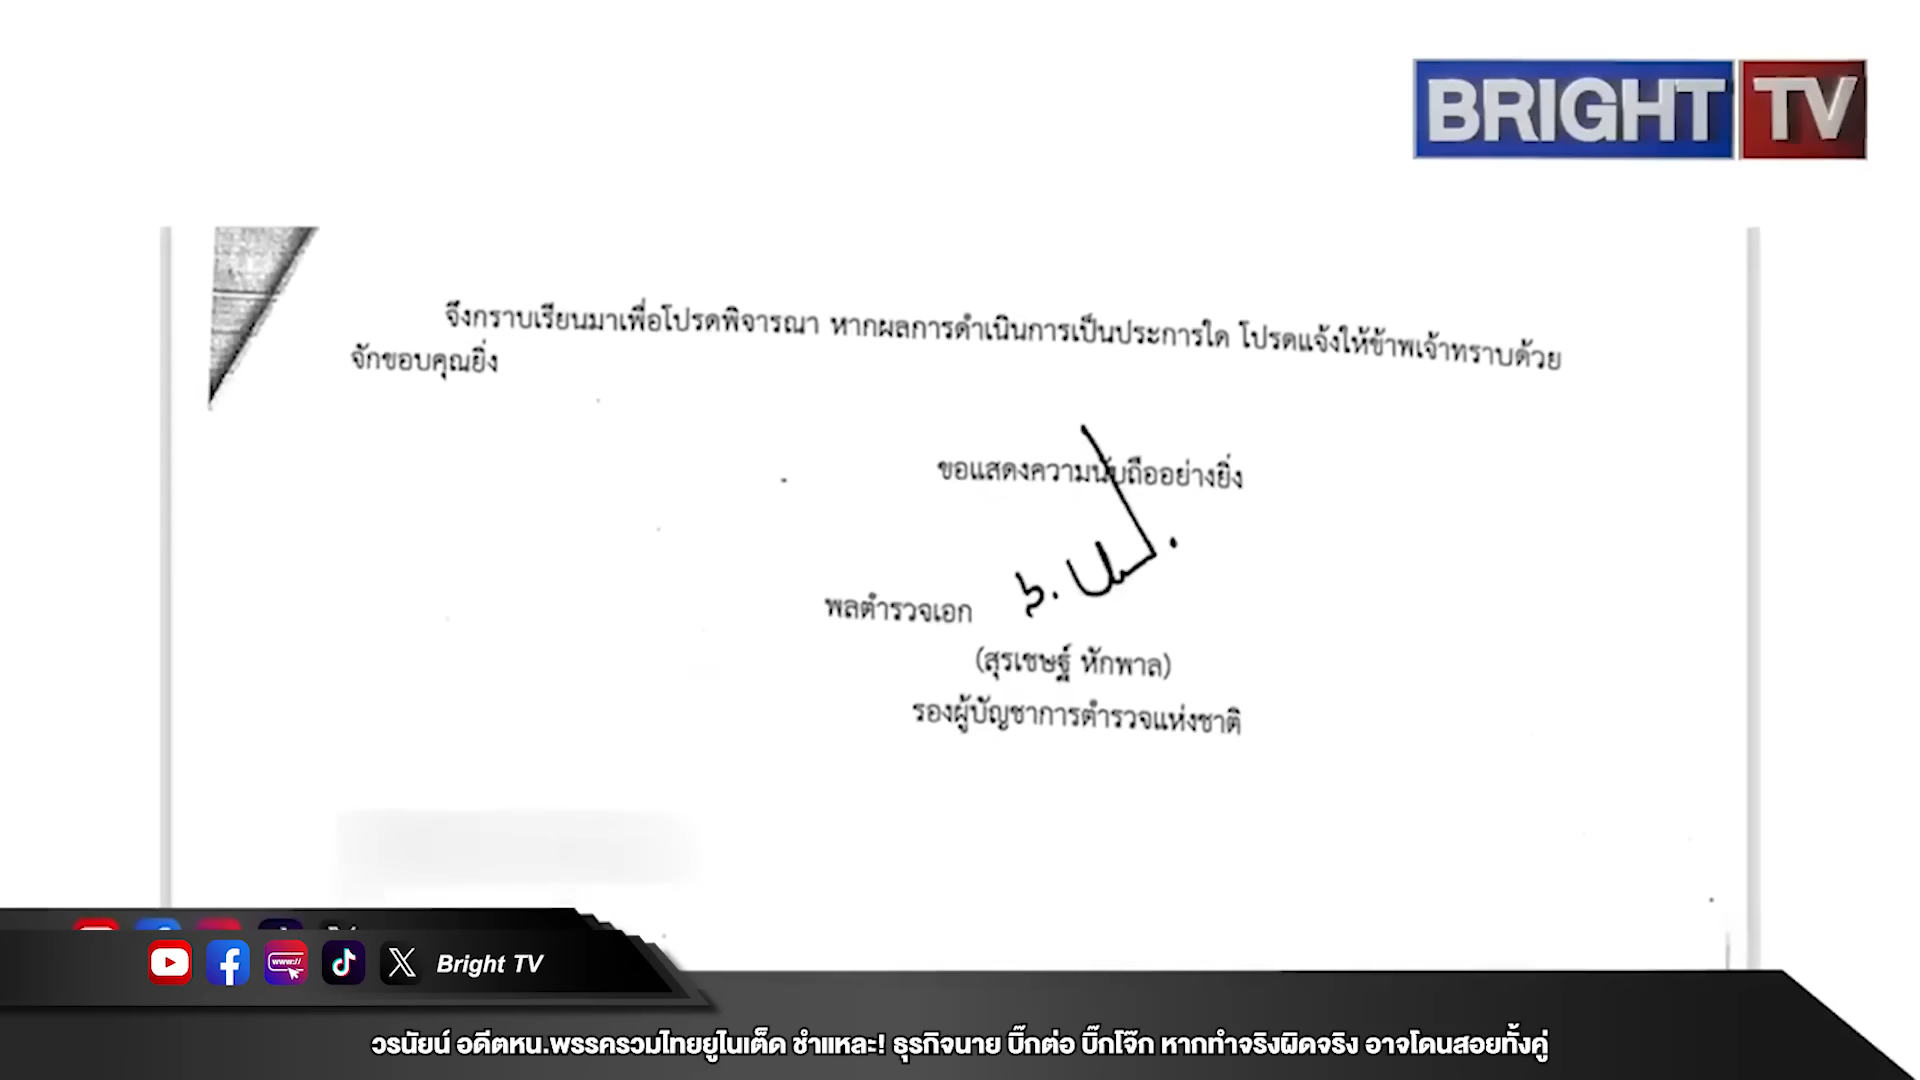 BRIGHT TV
จึงกราบเรียนมาเพื่อโปรดพิจารณา หากผลการดำเนินการเป็นประการใด โปรดแจ้งให้ข้าพเจ้าทราบด้วย
จักขอบคุณยิ่ง
ขอแสดงความนับถืออย่างยิ่ง
พลตำรวจเอก
(สุรเชษฐ์ หักพาล)
รองผู้บัญชาการตำรวจแห่งชาติ
www:// Bright TV
วรนัยน์ อดีตหน.พรรครวมไทยยูไนเต็ด ชำแหละ! ธุรกิจนาย บิ๊กต่อ บิ๊กโจ๊ก หากทำจริงผิดจริง อาจโดนสอยทั้งคู่